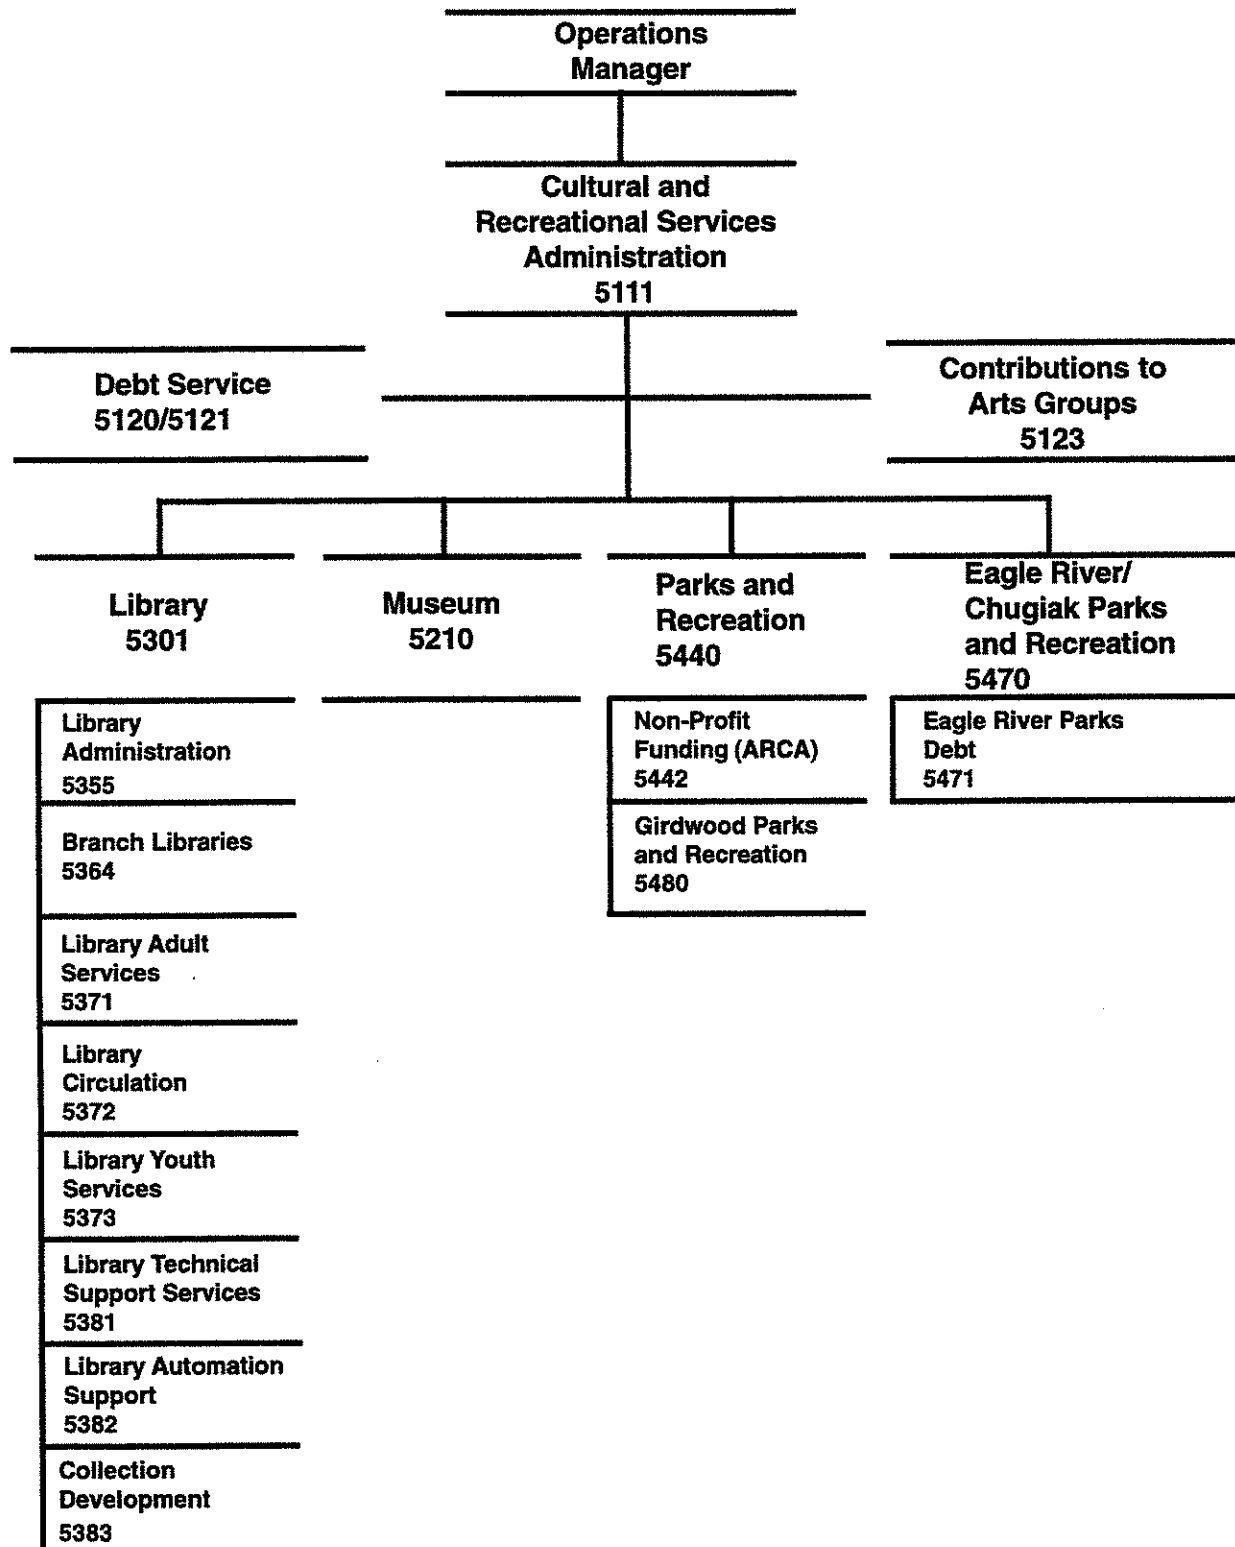 Operations
Manager
Cultural and
Recreational Services
Administration
5111
Debt Service
5120/5121
Contributions to
Arts Groups
5123
Library
5301
Museum
5210
Parks and
Recreation
5440
Eagle River/
Chugiak Parks
and Recreation
5470
Library
Administration
5355
Branch Libraries
5364
Library Adult
Services
5371
Library
Circulation
5372
Library Youth
Services
5373
Library Technical
Support Services
5381
Library Automation
Support
5382
Collection
Development
5383
Non-Profit
Funding (ARCA)
5442
Girdwood Parks
and Recreation
5480
Eagle River Parks
Debt
5471